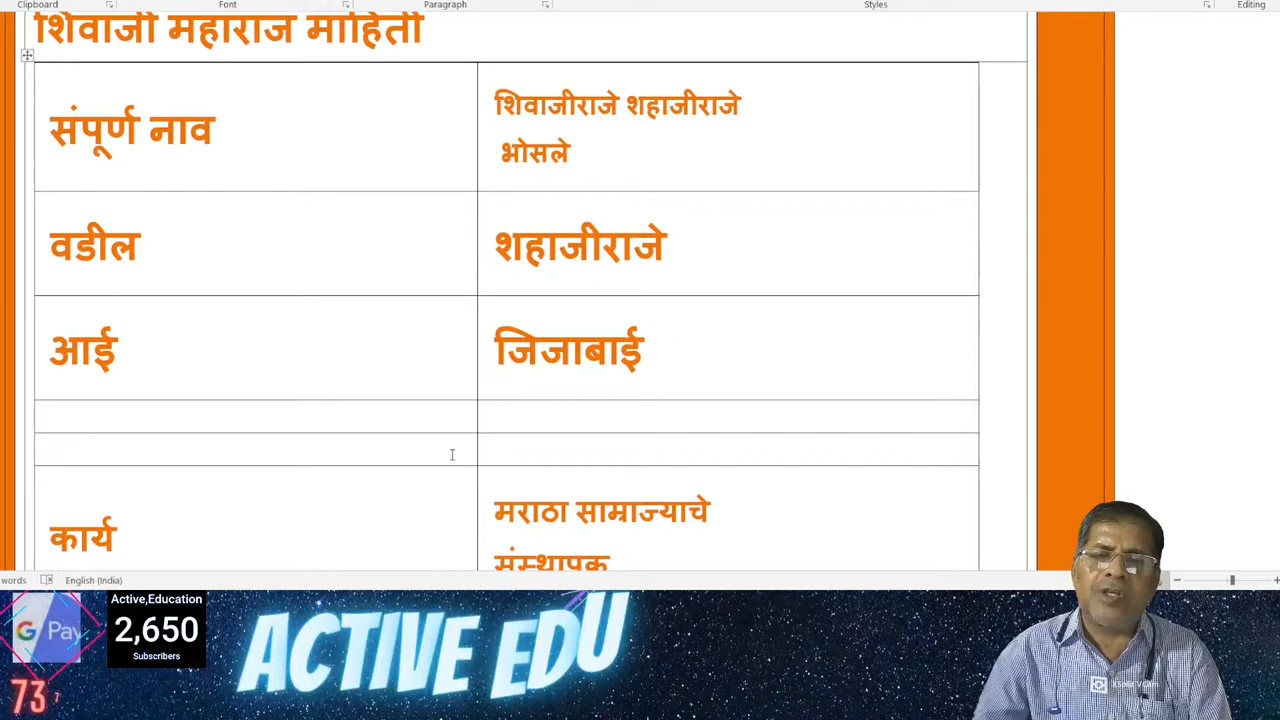 Clipboard
Font
Paragraph
Styles
Editing
शिवाजी महाराज माहिती
संपूर्ण नाव
शिवाजीराजे शहाजीराजे
भोसले
वडील
शहाजीराजे
आई
जिजाबाई
कार्य
मराठा साम्राज्याचे
संस्थापक
words
English (India)
G Pay
Active,Education
2,650
Subscribers
ACTIVE EDU
73